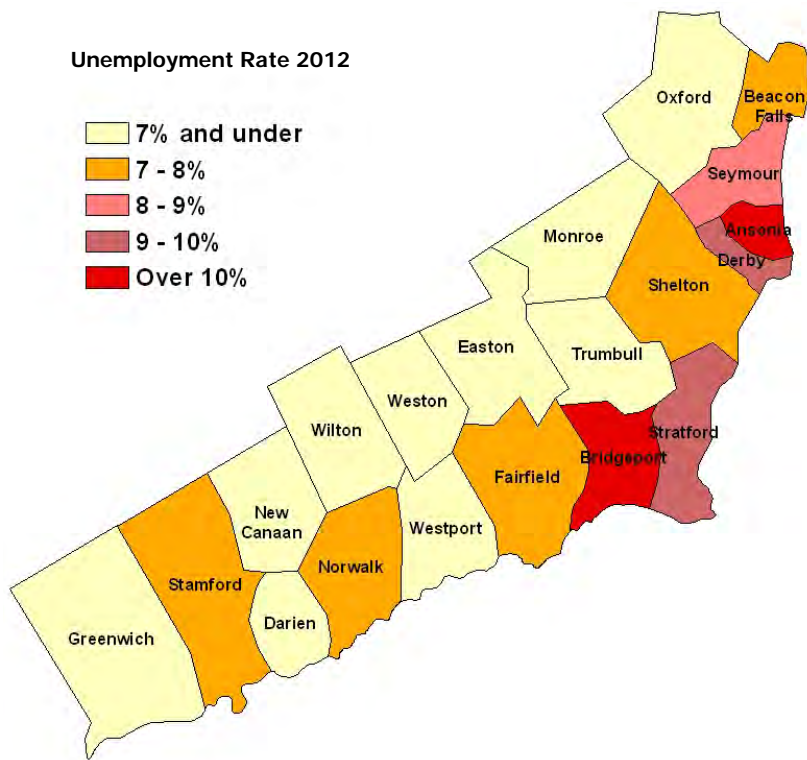 Unemployment Rate 2012
7% and under
7 - 8%
8 - 9%
9 - 10%
Over 10%
Oxford
Beacon
Falls
Seymour
Ansonia
Derby
Monroe
Shelton
Easton
Trumbull
Weston
Wilton
Stratford
Bridgeport
Fairfield
New
Canaan
Westport
Norwalk
Stamford
Darien
Greenwich